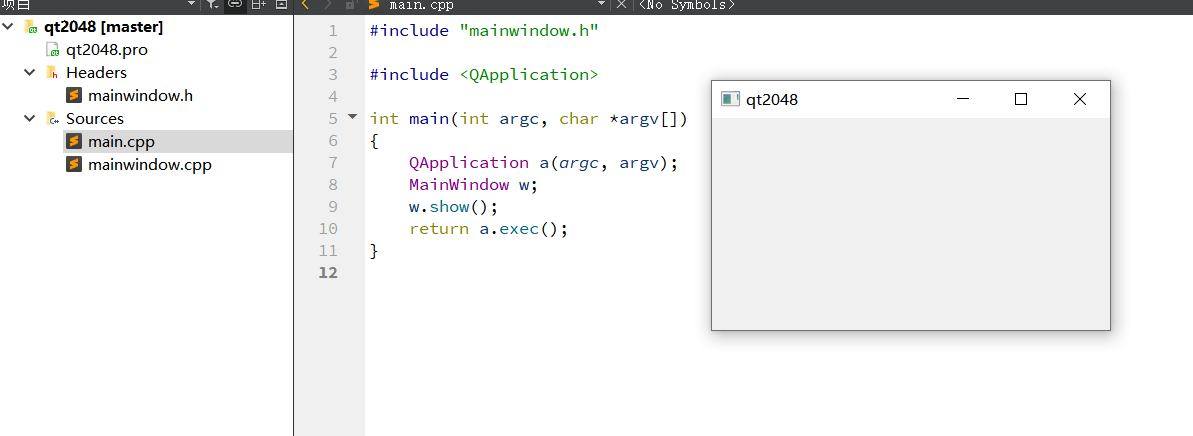 项目
main.cpp
<No Symbols>
qt2048 [master]
qt2048.pro
Headers
mainwindow.h
Sources
main.cpp
mainwindow.cpp
1 #include "mainwindow.h"
2
3 #include <QApplication>
4
5 int main(int argc, char *argv[])
6 {
7 QApplication a(argc, argv);
8 MainWindow w;
9 w.show();
10 return a.exec();
11 }
12
qt2048